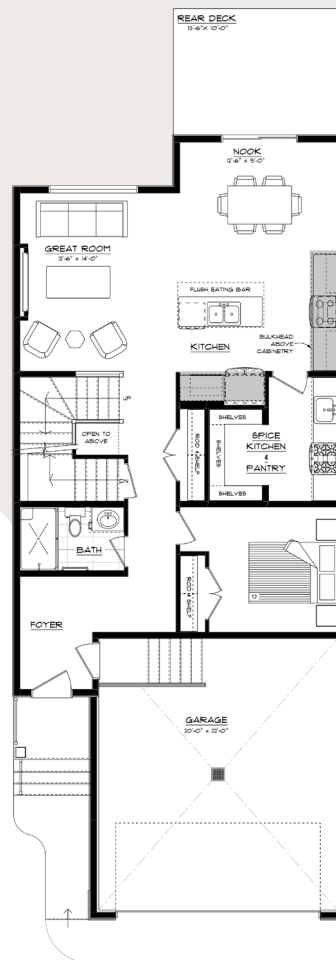 REAR DECK
13'-6" X 10'-0"
NOOK
12'-6" X 9'-0"
GREAT ROOM
12'-6" X 14'-0"
FLUSH EATING BAR
KITCHEN
BULKHEAD
ABOVE
CABINETRY
UP
OPEN TO
ABOVE
DN
SHELVES
ROD & SHELF
SHELVES
SPICE
KITCHEN
&
PANTRY
SHELVES
BATH
ROD & SHELF
FOYER
GARAGE
20'-0" X 22'-0"